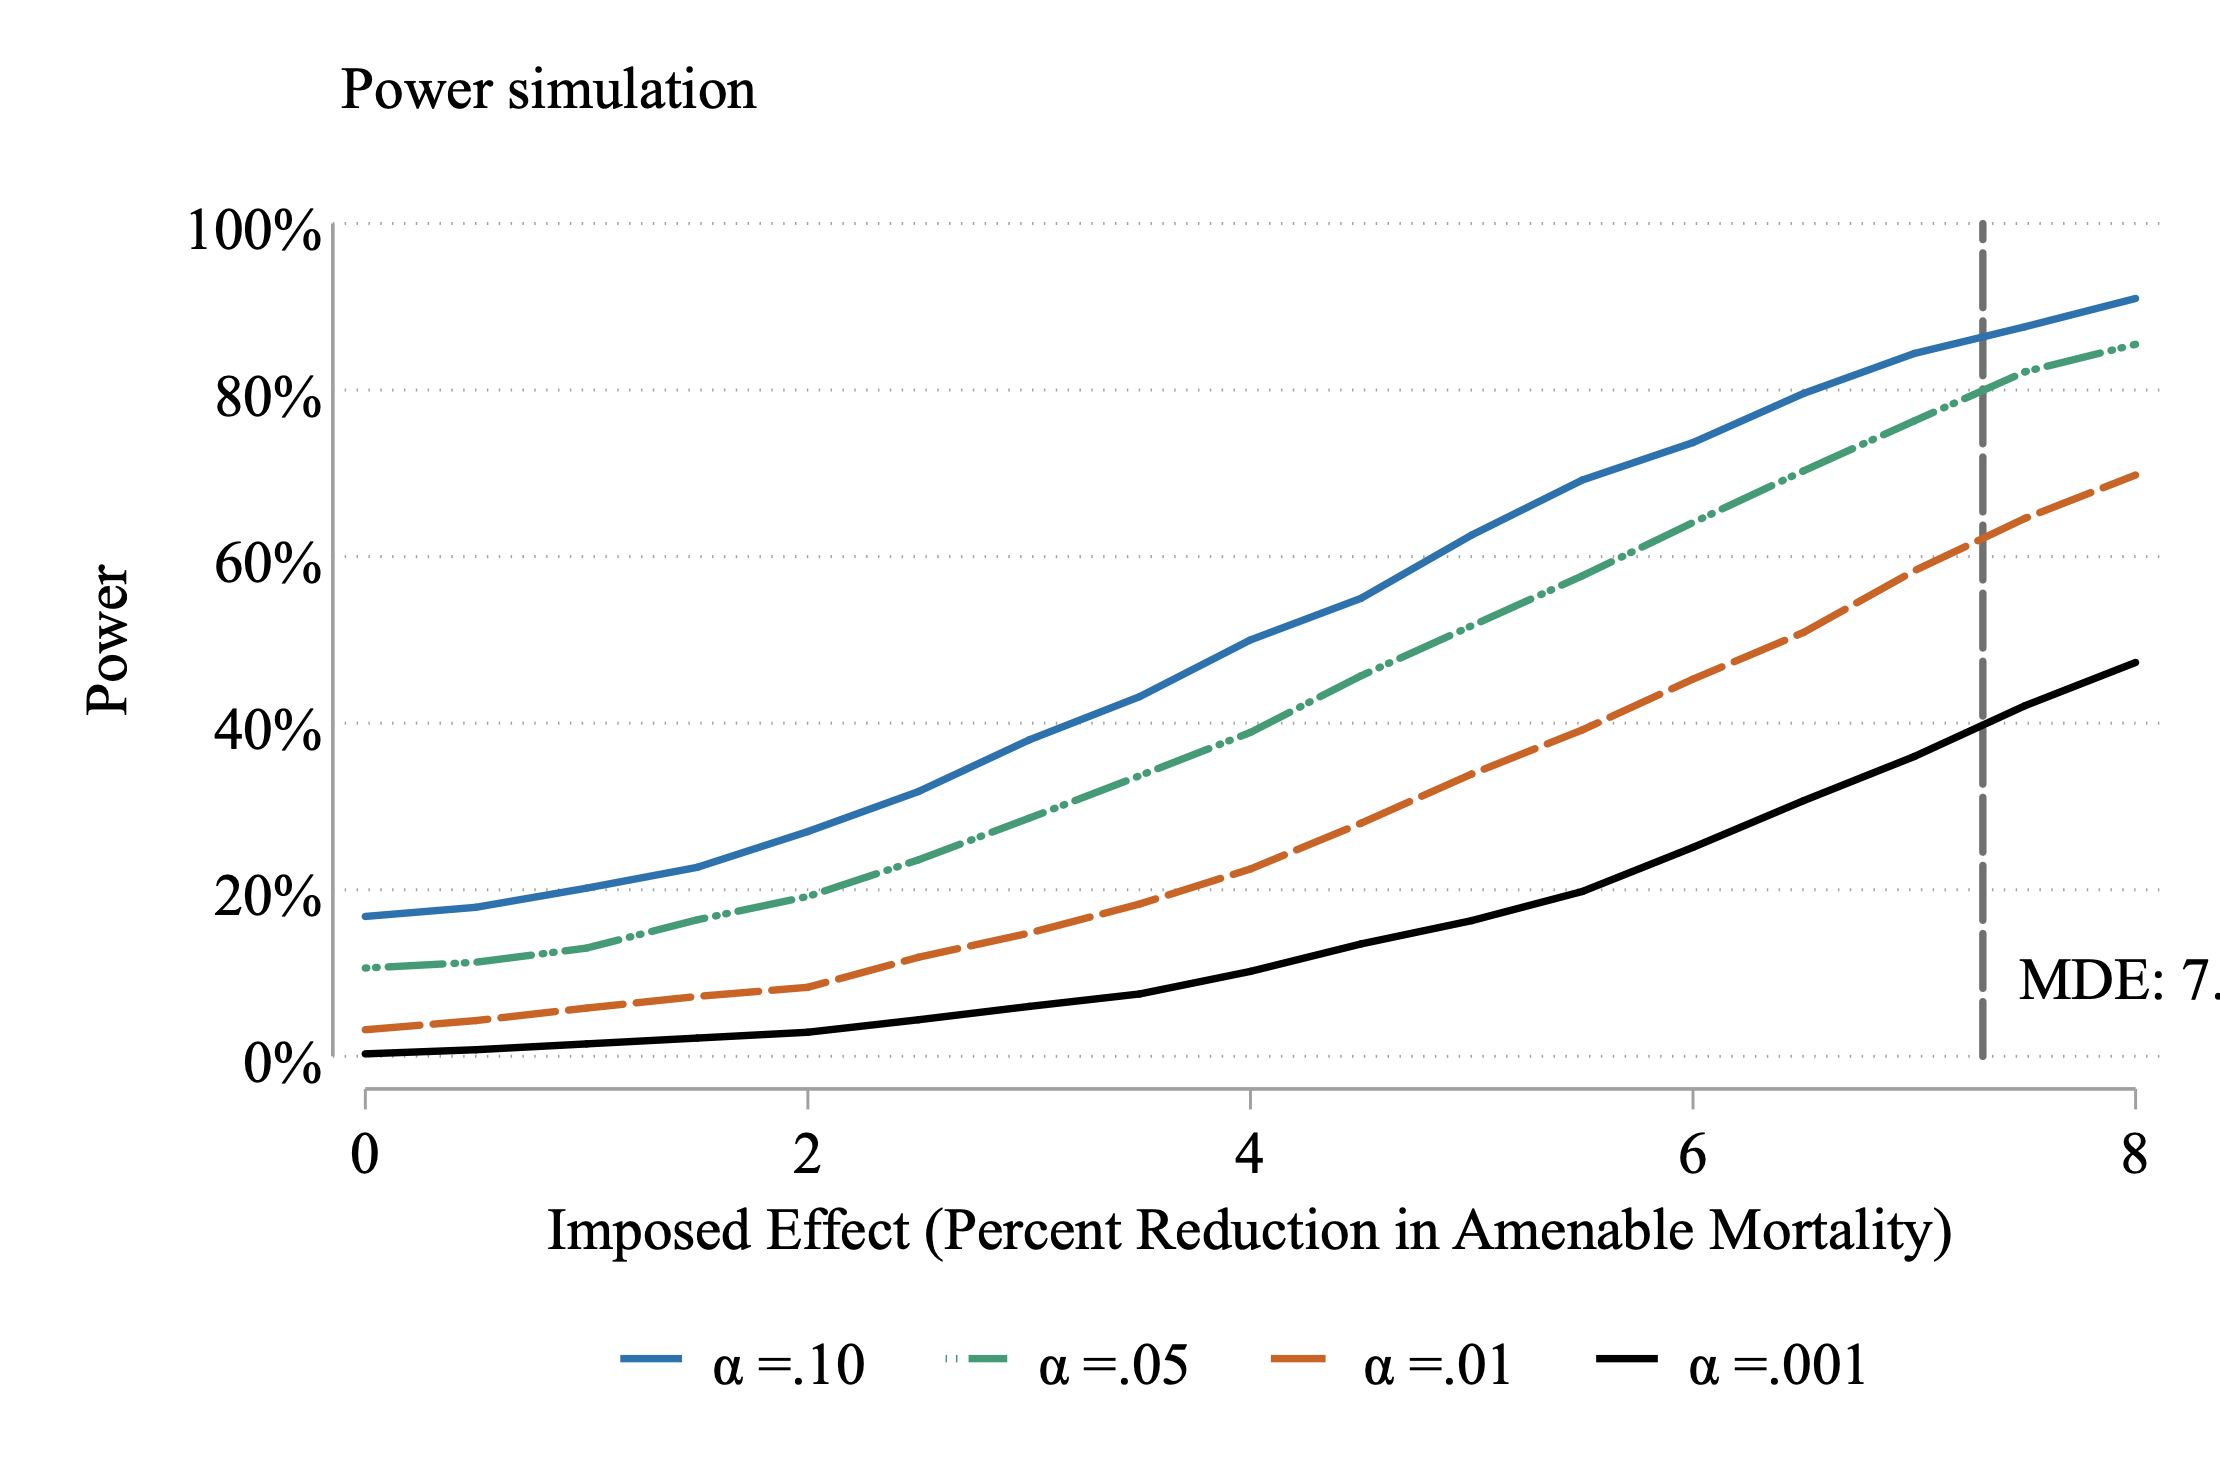 Power simulation
100%
80%
60%
40%
20%
0%
Power
MDE: 7.
0 2 4 6 8
Imposed Effect (Percent Reduction in Amenable Mortality)
α =.10 α =.05 α =.01 α =.001